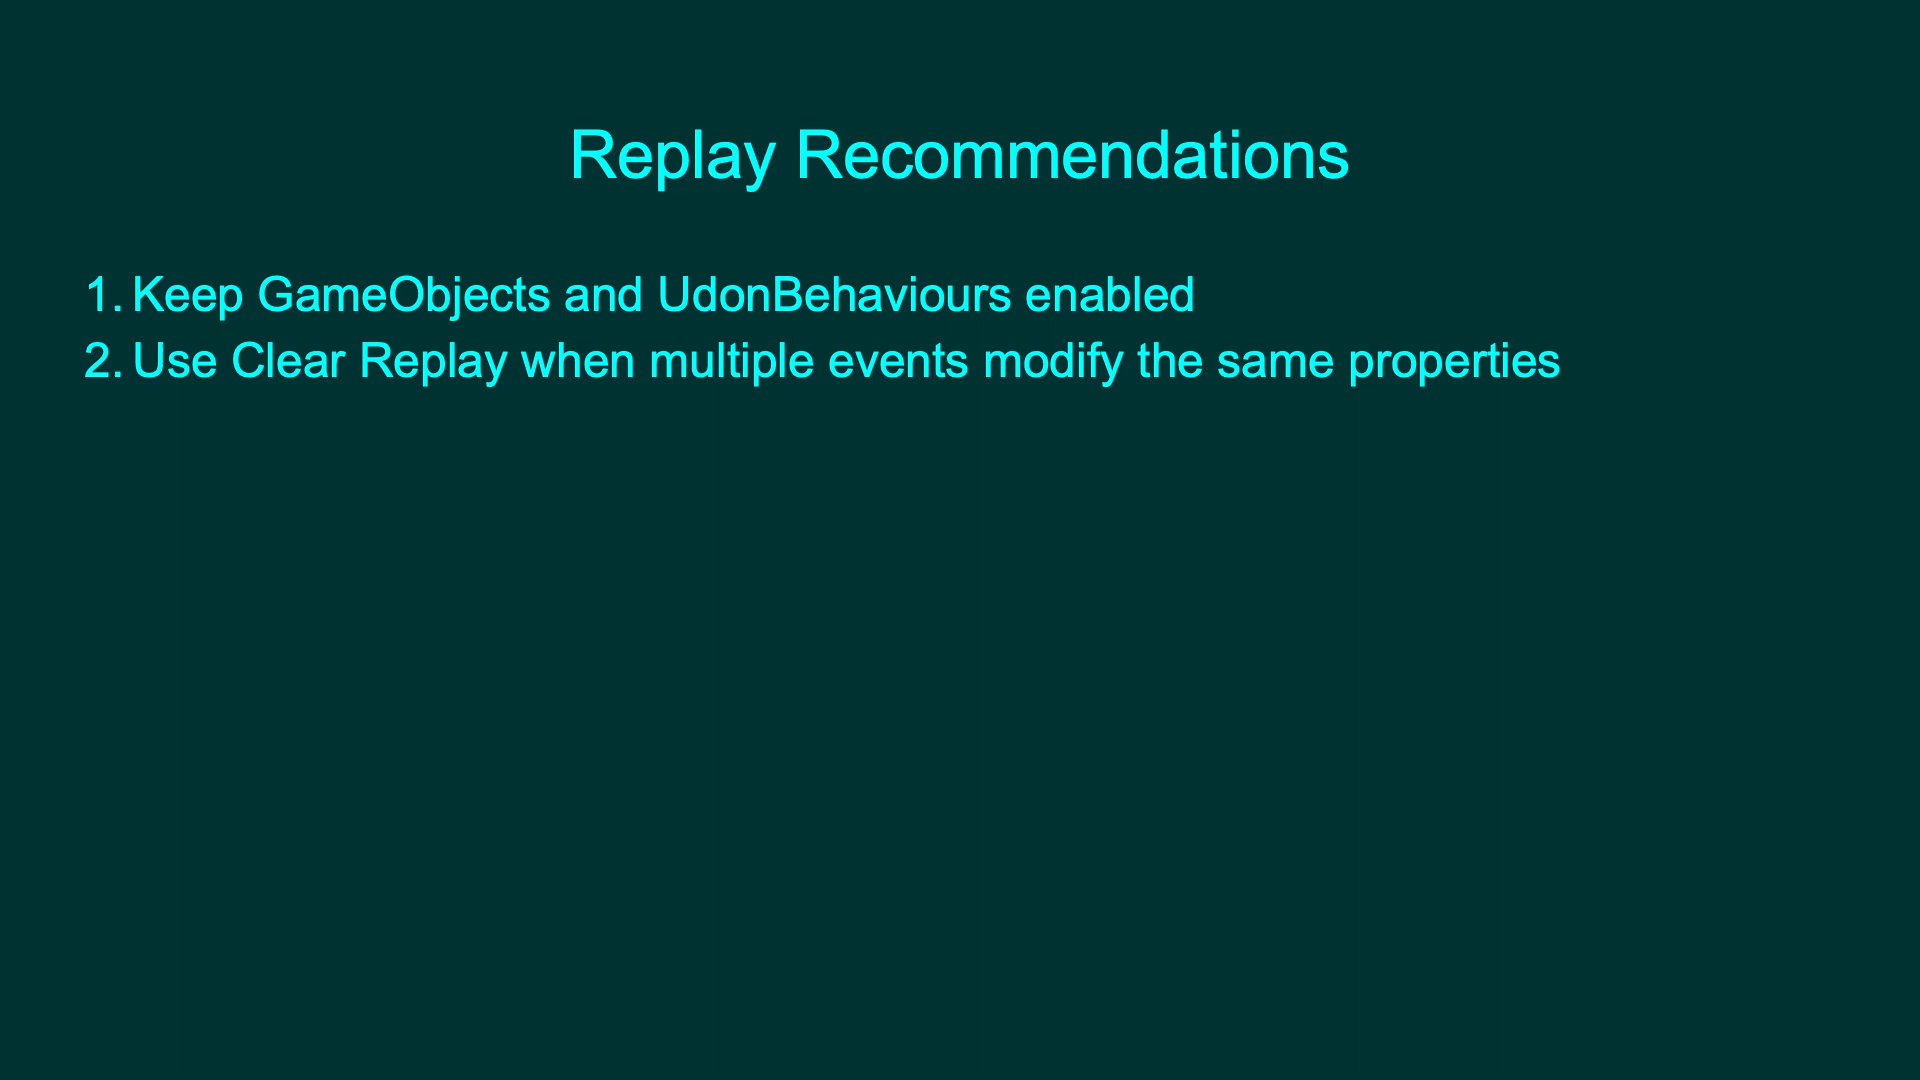 Replay Recommendations
1. Keep GameObjects and UdonBehaviours enabled
2. Use Clear Replay when multiple events modify the same properties